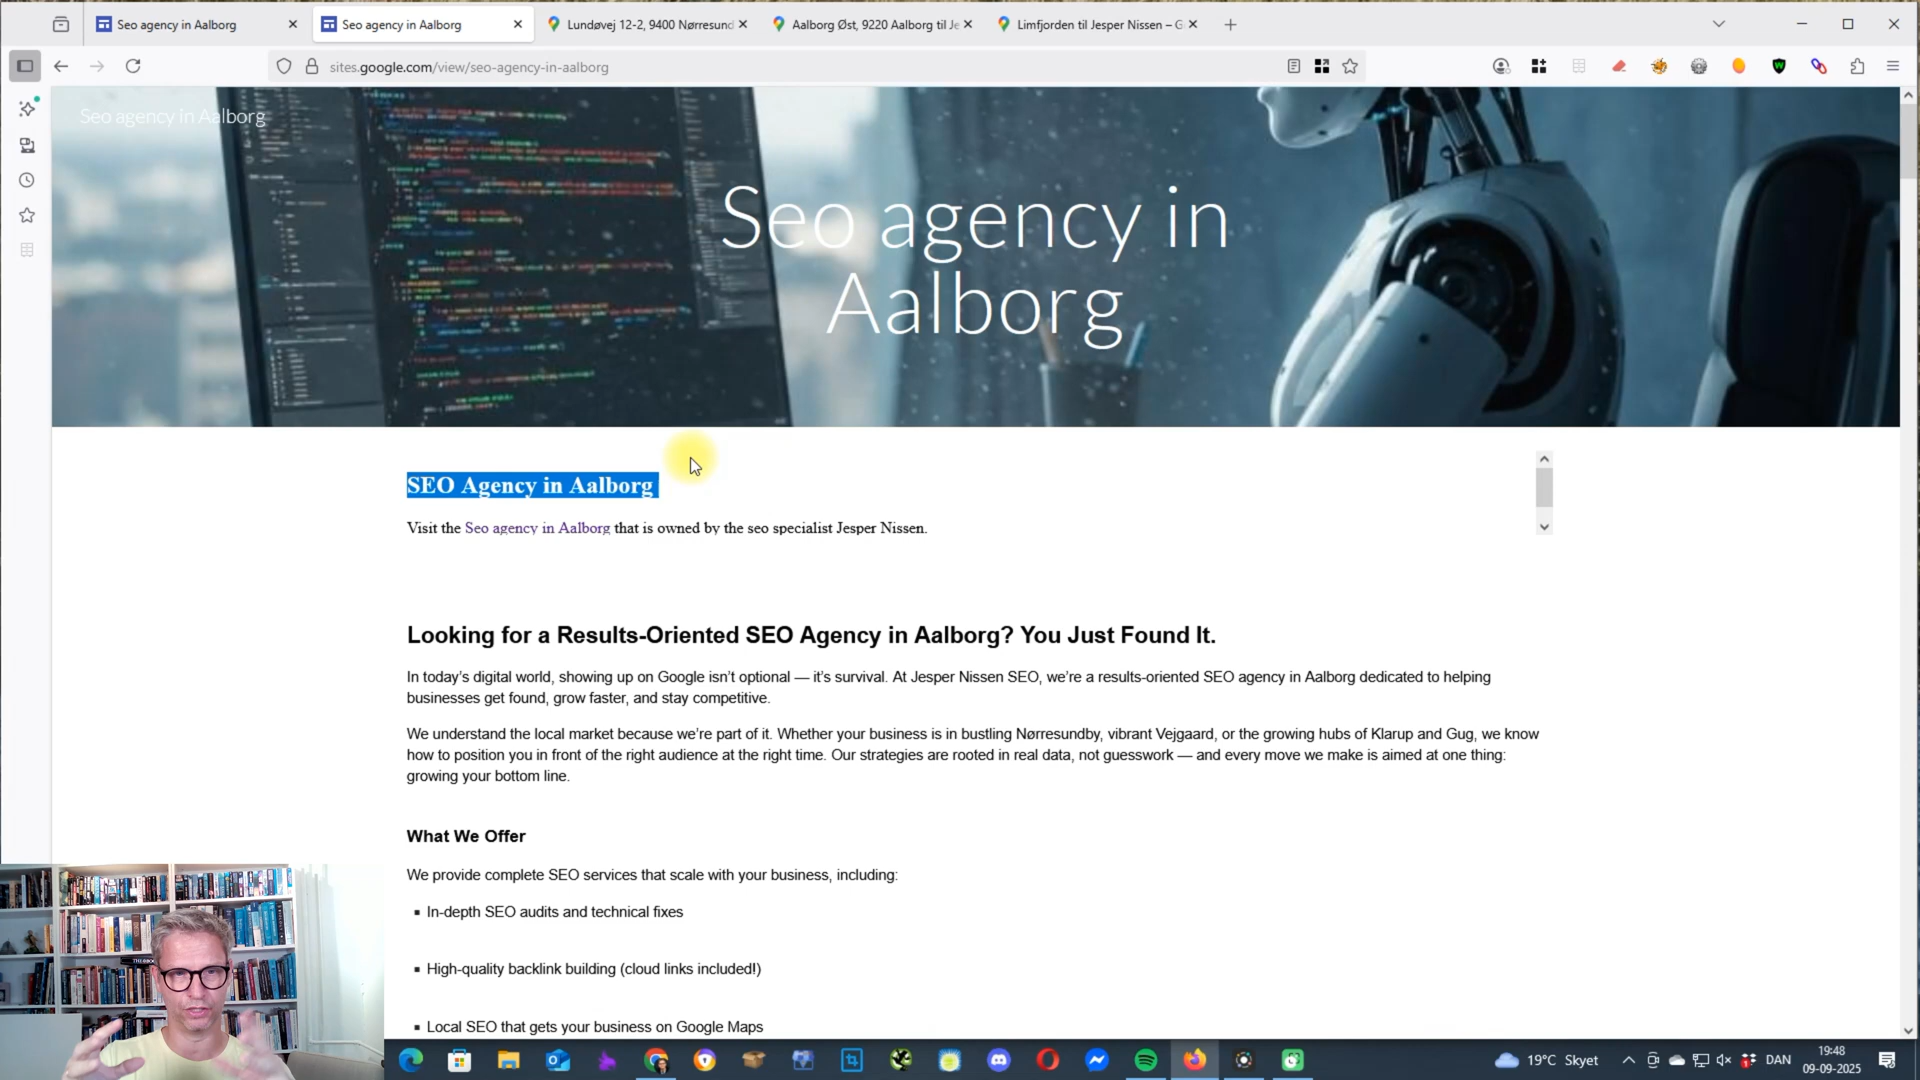 Seo agency in Aalborg
Seo agency in Aalborg
Lundøvej 12-2, 9400 Nørresund
Aalborg Øst, 9220 Aalborg til Je
Limfjorden til Jesper Nissen – G
sites.google.com/view/seo-agency-in-aalborg
Seo agency in Aalborg
Seo agency in
Aalborg
SEO Agency in Aalborg
Visit the Seo agency in Aalborg that is owned by the seo specialist Jesper Nissen.
Looking for a Results-Oriented SEO Agency in Aalborg? You Just Found It.
In today's digital world, showing up on Google isn't optional — it's survival. At Jesper Nissen SEO, we're a results-oriented SEO agency in Aalborg dedicated to helping
businesses get found, grow faster, and stay competitive.
We understand the local market because we're part of it. Whether your business is in bustling Nørresundby, vibrant Vejgaard, or the growing hubs of Klarup and Gug, we know
how to position you in front of the right audience at the right time. Our strategies are rooted in real data, not guesswork — and every move we make is aimed at one thing:
growing your bottom line.
What We Offer
We provide complete SEO services that scale with your business, including:
▪ In-depth SEO audits and technical fixes
▪ High-quality backlink building (cloud links included!)
▪ Local SEO that gets your business on Google Maps
19°C Skyet
DAN
19:48
09-09-2025